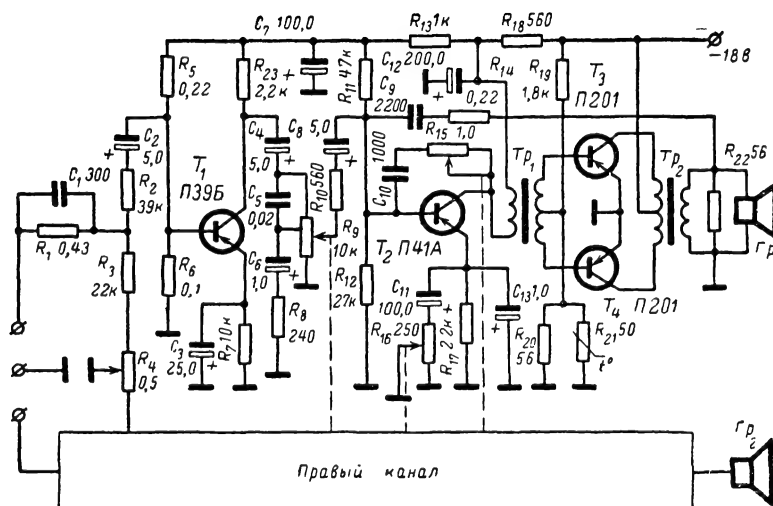 C₇ 100,0
R₁₃ 1к
R₁₈ 560
−
−18в
R₅
0,22
R₂₃
2,2к
+
R₁₁ 47к
C₁₂
200,0
+
R₁₄
0,22
R₁₉
1,8к
T₃
П201
C₉
2200
C₂
+
5,0
C₄
5,0
+
C₈ 5,0
+
R₁₅
1,0
Тр₁
Тр₂
R₂₂ 56
C₁ 300
R₂
39к
T₁
П39Б
C₅
0,02
R₁₀ 560
C₁₀ 1000
Гр₁
R₁ 0,43
R₉
10к
T₂ П41А
R₃
22к
R₆
0,1
C₆
1,0
+
R₁₂
27к
C₁₁
100,0
+
C₁₃ 1,0
+
T₄
П201
R₄
0,5
C₃
25,0
+
R₇ 10к
R₈
240
R₁₆ 250
R₁₇ 2,2к
R₂₀
56
R₂₁ 50
t°
Правый канал
Гр₂